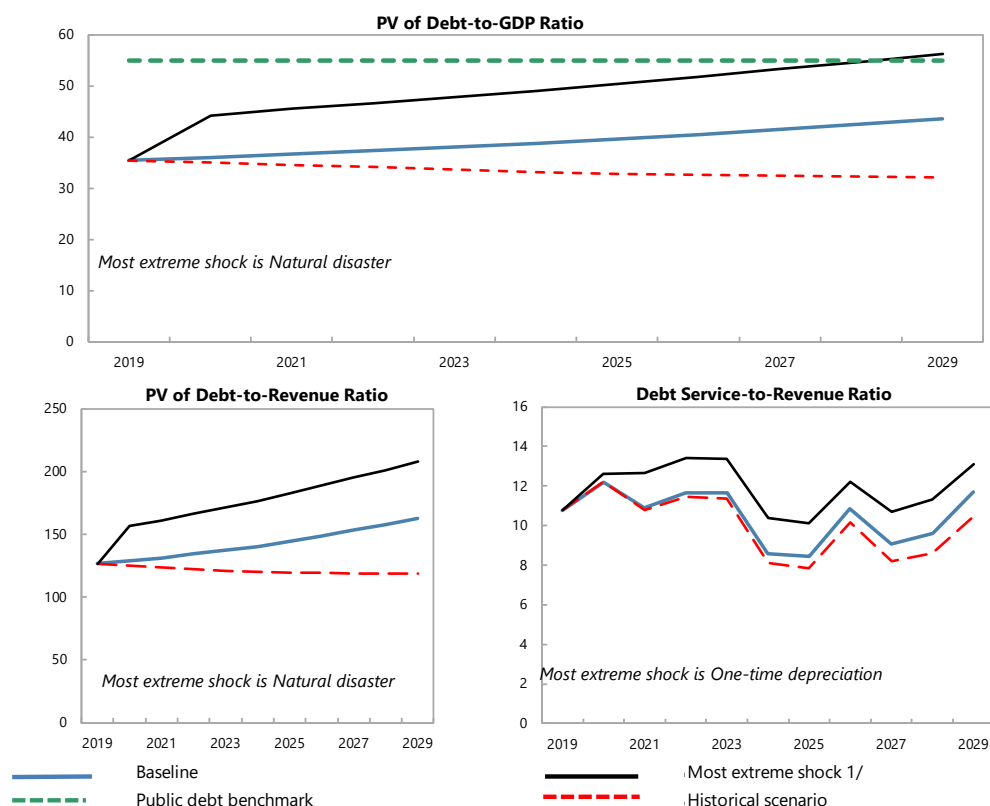 PV of Debt-to-GDP Ratio
60
50
40
30
20
10
0
Most extreme shock is Natural disaster
2019 2021 2023 2025 2027 2029
PV of Debt-to-Revenue Ratio
250
200
150
100
50
0
Most extreme shock is Natural disaster
2019 2021 2023 2025 2027 2029
Debt Service-to-Revenue Ratio
16
14
12
10
8
6
4
2
0
Most extreme shock is One-time depreciation
2019 2021 2023 2025 2027 2029
Baseline
Most extreme shock 1/
Public debt benchmark
Historical scenario